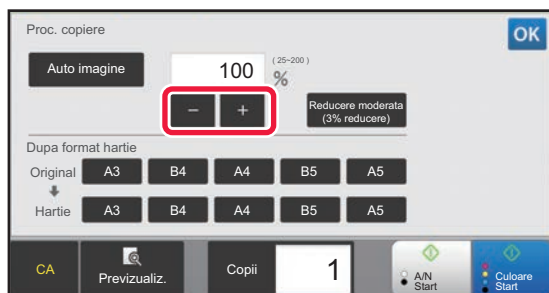 Proc. copiere
OK
Auto imagine
100
(25~200)
%
−
+
Reducere moderata
(3% reducere)
Dupa format hartie
Original
A3
B4
A4
B5
A5
Hartie
A3
B4
A4
B5
A5
CA
Previzualiz.
Copii
1
A/N
Start
Culoare
Start